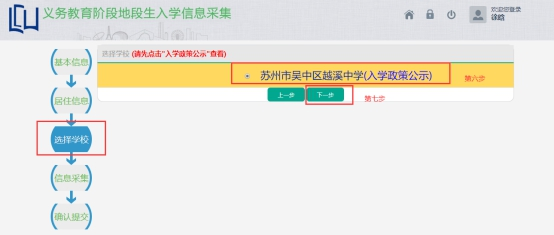 义务教育阶段地段生入学信息采集
欢迎您登录
徐晗
基本信息
居住信息
选择学校
信息采集
确认提交
选择学校 (请先点击"入学政策公示"查看)
苏州市吴中区越溪中学(入学政策公示)
第六步
上一步
下一步
第七步